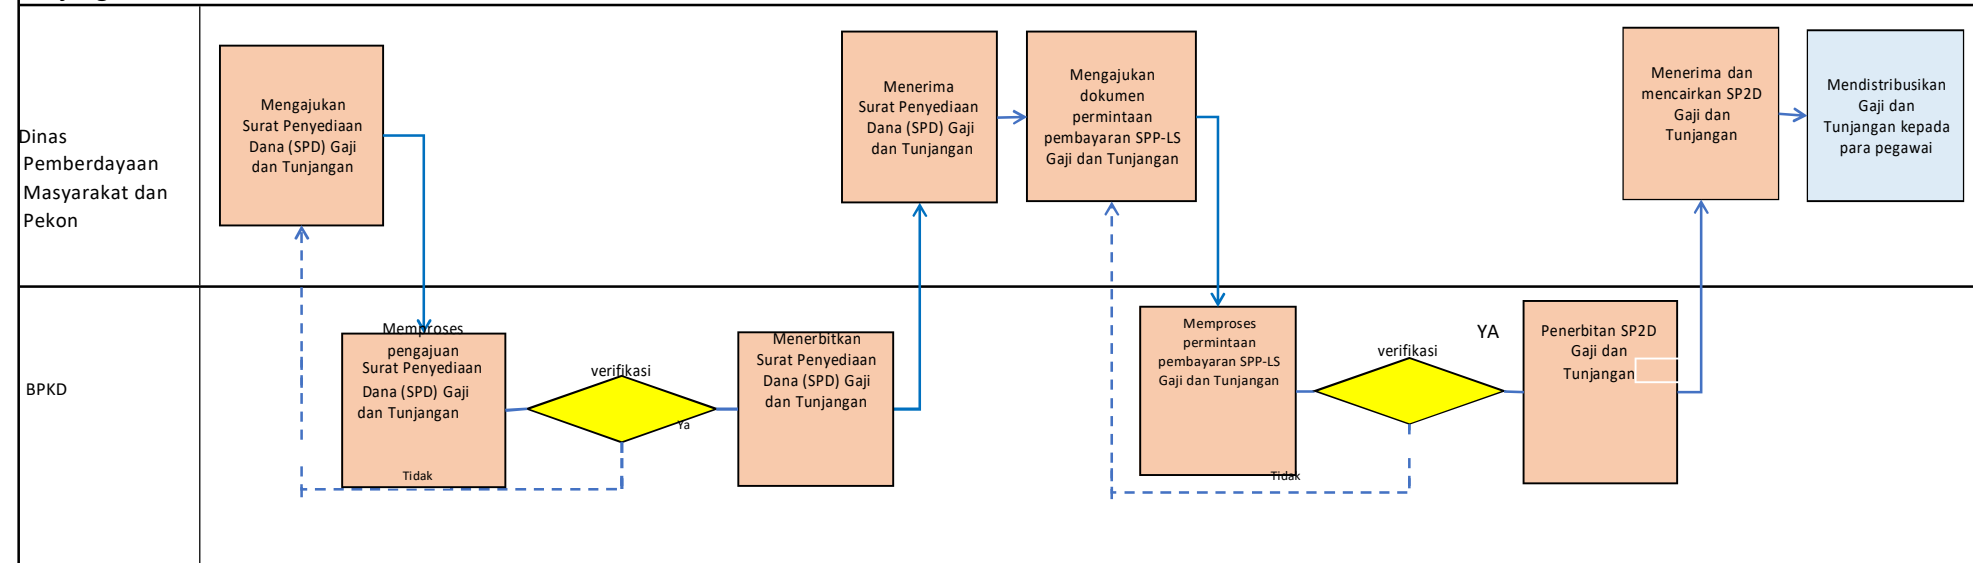 Dinas
Pemberdayaan
Masyarakat dan
Pekon
Mengajukan
Surat Penyediaan
Dana (SPD) Gaji
dan Tunjangan
Menerima
Surat Penyediaan
Dana (SPD) Gaji
dan Tunjangan
Mengajukan
dokumen
permintaan
pembayaran SPP-LS
Gaji dan Tunjangan
Menerima dan
mencairkan SP2D
Gaji dan
Tunjangan
Mendistribusikan
Gaji dan
Tunjangan kepada
para pegawai
BPKD
Memproses
pengajuan
Surat Penyediaan
Dana (SPD) Gaji
dan Tunjangan
Tidak
verifikasi
Ya
Menerbitkan
Surat Penyediaan
Dana (SPD) Gaji
dan Tunjangan
Memproses
permintaan
pembayaran SPP-LS
Gaji dan Tunjangan
Tidak
verifikasi
YA
Penerbitan SP2D
Gaji dan
Tunjangan